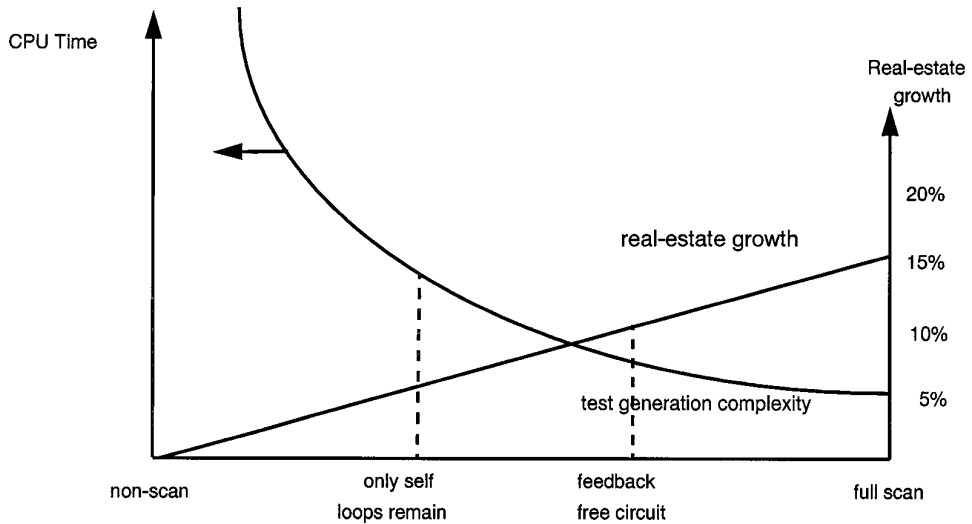 CPU Time
Real-estate
growth
20%
real-estate growth
15%
10%
test generation complexity
5%
non-scan
only self
loops remain
feedback
free circuit
full scan